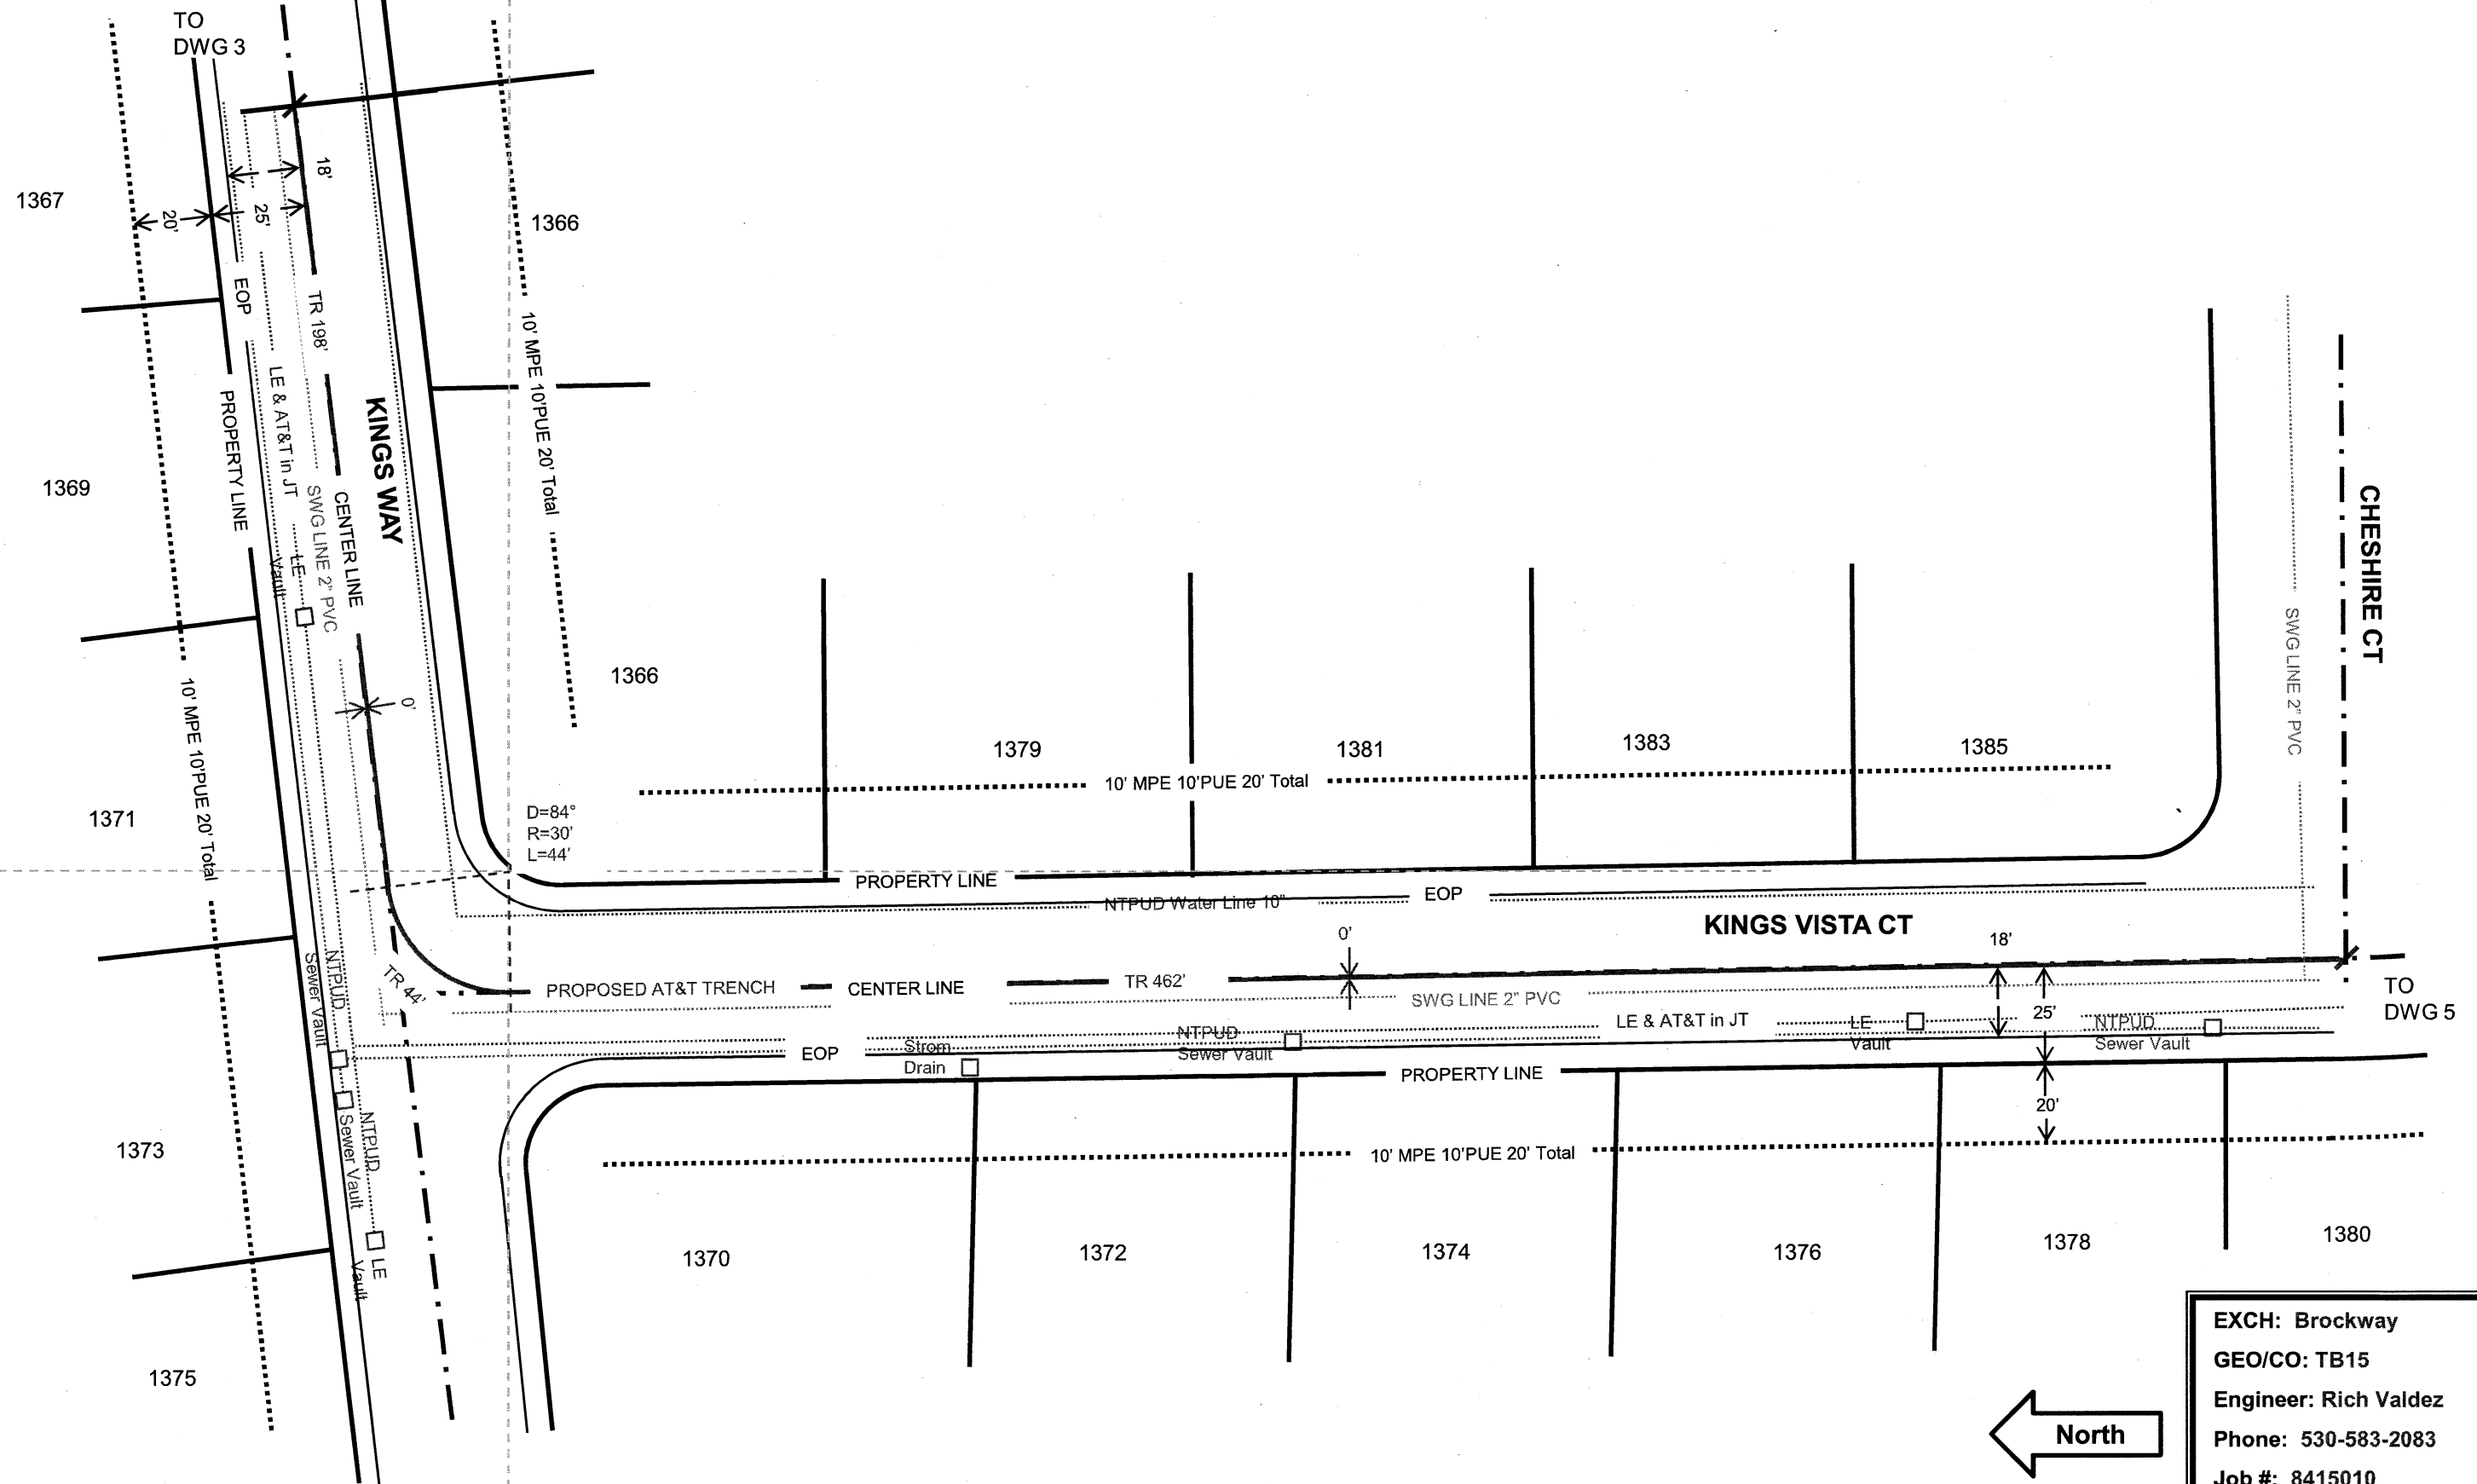 TO
DWG 3
18'
1367
20'
25'
1366
EOP
TR 198'
10' MPE 10'PUE 20' Total
LE & AT&T in JT
PROPERTY LINE
KINGS WAY
1369
SWG LINE 2" PVC
CENTER LINE
LE
Vault
CHESHIRE CT
SWG LINE 2" PVC
1366
0'
10' MPE 10'PUE 20' Total
1379
1381
1383
1385
10' MPE 10'PUE 20' Total
1371
D=84°
R=30'
L=44'
PROPERTY LINE
NTPUD Water Line 10"
EOP
KINGS VISTA CT
0'
18'
NTPUD
Sewer Vault
TR 44'
PROPOSED AT&T TRENCH
CENTER LINE
TR 462'
SWG LINE 2" PVC
TO
DWG 5
25'
LE & AT&T in JT
LE
Vault
NTPUD
Sewer Vault
NTPUD
Sewer Vault
EOP
Strom
Drain
PROPERTY LINE
20'
1373
NTPUD
Sewer Vault
10' MPE 10'PUE 20' Total
LE
Vault
1370
1372
1374
1376
1378
1380
1375
North
EXCH: Brockway
GEO/CO: TB15
Engineer: Rich Valdez
Phone: 530-583-2083
Job #: 8415010